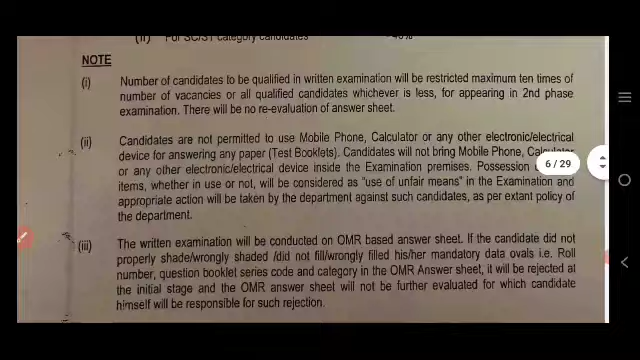 (ii) For SC/ST category candidates 40%
NOTE
(i) Number of candidates to be qualified in written examination will be restricted maximum ten times of
number of vacancies or all qualified candidates whichever is less, for appearing in 2nd phase
examination. There will be no re-evaluation of answer sheet.
(ii) Candidates are not permitted to use Mobile Phone, Calculator or any other electronic/electrical
device for answering any paper (Test Booklets). Candidates will not bring Mobile Phone, Calculator
or any other electronic/electrical device inside the Examination premises. Possession
items, whether in use or not, will be considered as "use of unfair means" in the Examination and
appropriate action will be taken by the department against such candidates, as per extant policy of
the department.
6 / 29
(iii) The written examination will be conducted on OMR based answer sheet. If the candidate did not
properly shade/wrongly shaded /did not fill/wrongly filled his/her mandatory data ovals i.e. Roll
number, question booklet series code and category in the OMR Answer sheet, it will be rejected at
the initial stage and the OMR answer sheet will not be further evaluated for which candidate
himself will be responsible for such rejection.